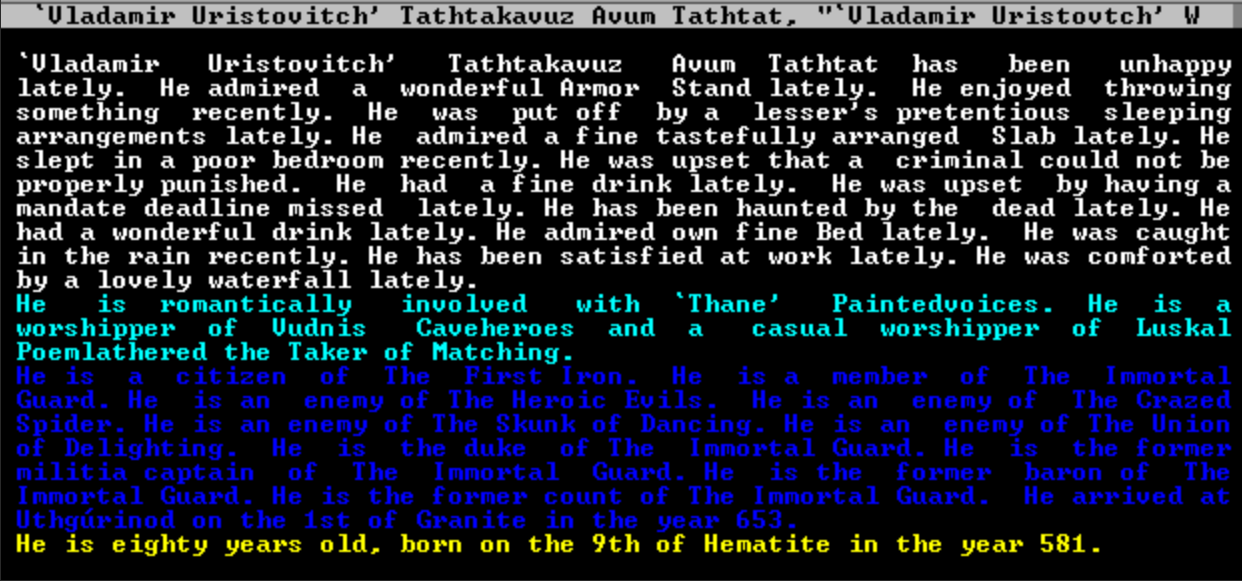 `Vladamir Uristovitch' Tathtakavuz Avum Tathtat, "`Vladamir Uristovtch' W
`Vladamir Uristovitch' Tathtakavuz Avum Tathtat has been unhappy
lately. He admired a wonderful Armor Stand lately. He enjoyed throwing
something recently. He was put off by a lesser's pretentious sleeping
arrangements lately. He admired a fine tastefully arranged Slab lately. He
slept in a poor bedroom recently. He was upset that a criminal could not be
properly punished. He had a fine drink lately. He was upset by having a
mandate deadline missed lately. He has been haunted by the dead lately. He
had a wonderful drink lately. He admired own fine Bed lately. He was caught
in the rain recently. He has been satisfied at work lately. He was comforted
by a lovely waterfall lately.
He is romantically involved with `Thane' Paintedvoices. He is a
worshipper of Vudnis Caveheroes and a casual worshipper of Luskal
Poemlathered the Taker of Matching.
He is a citizen of The First Iron. He is a member of The Immortal
Guard. He is an enemy of The Heroic Evils. He is an enemy of The Crazed
Spider. He is an enemy of The Skunk of Dancing. He is an enemy of The Union
of Delighting. He is the duke of The Immortal Guard. He is the former
militia captain of The Immortal Guard. He is the former baron of The
Immortal Guard. He is the former count of The Immortal Guard. He arrived at
Uthgúrinod on the 1st of Granite in the year 653.
He is eighty years old, born on the 9th of Hematite in the year 581.